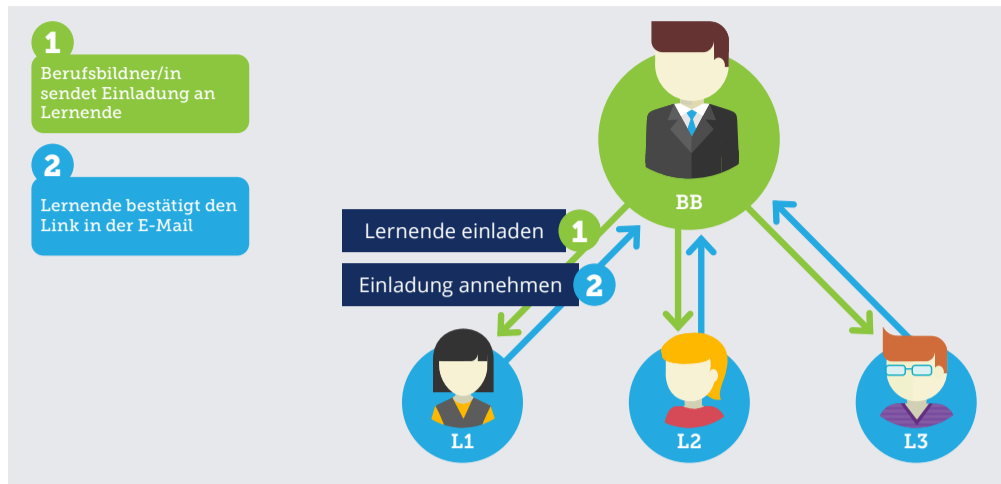 1
Berufsbildner/in
sendet Einladung an
Lernende
2
Lernende bestätigt den
Link in der E-Mail
BB
Lernende einladen 1
Einladung annehmen 2
L1
L2
L3